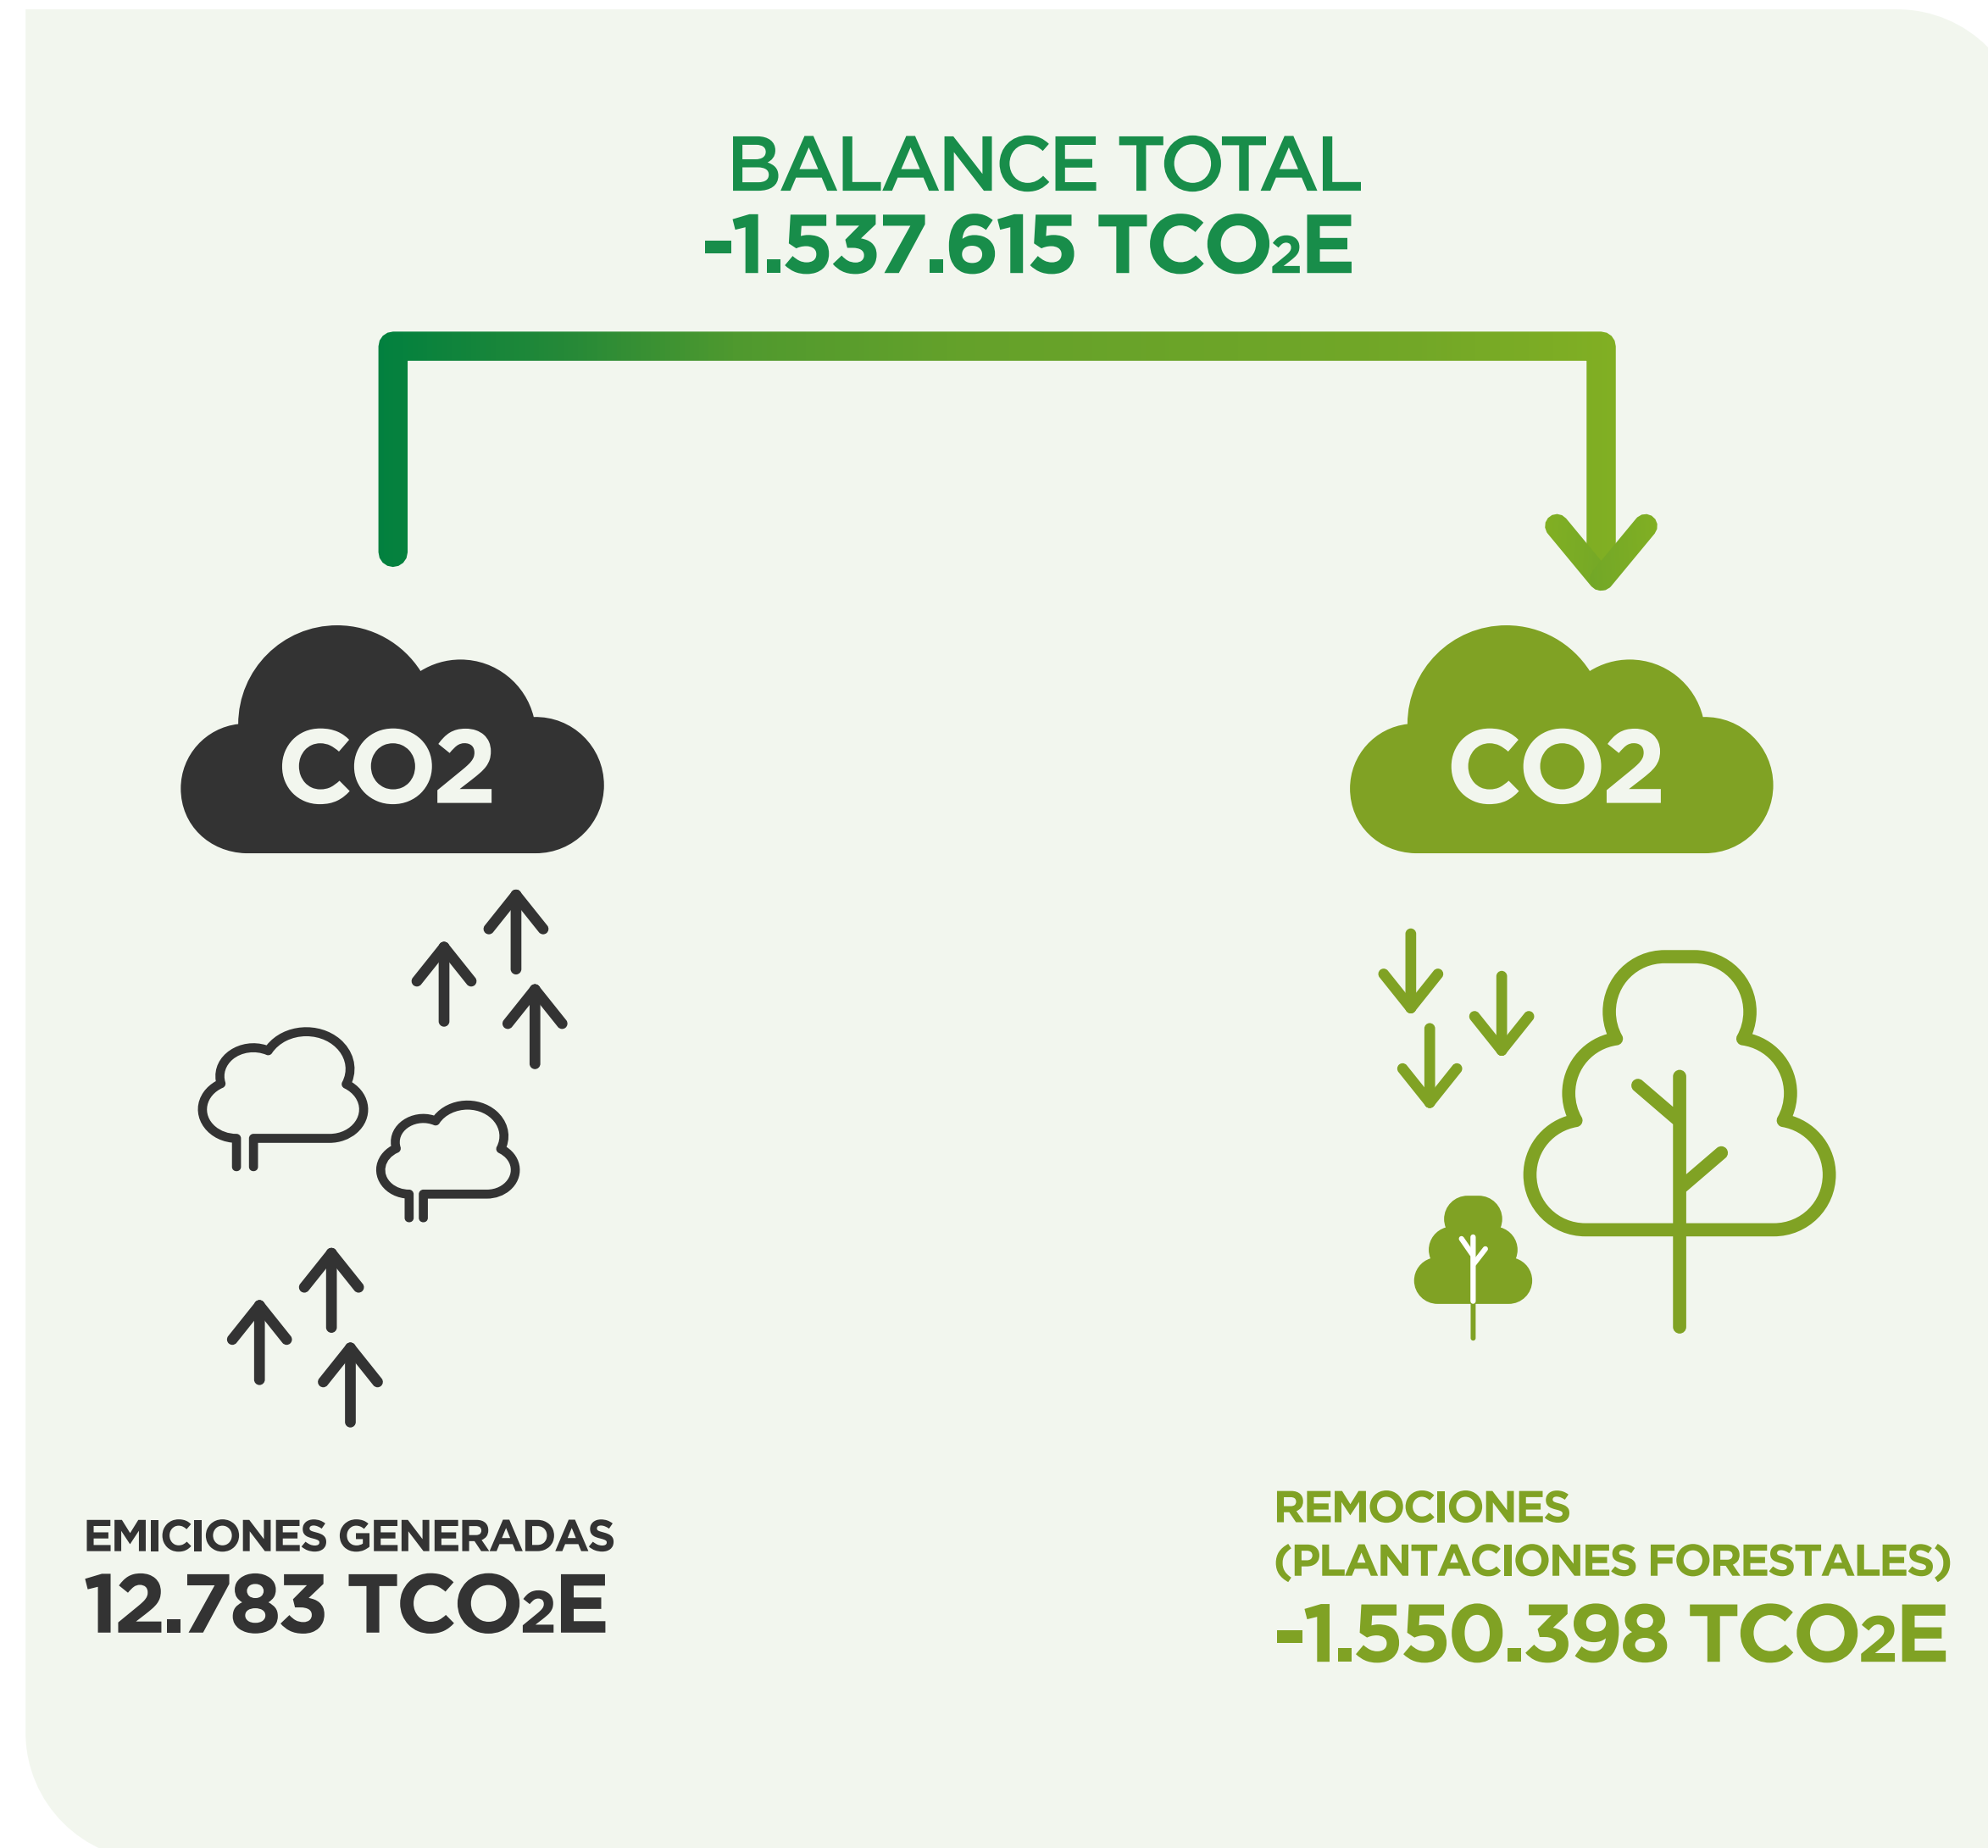 BALANCE TOTAL
-1.537.615 TCO2E
CO2
CO2
EMICIONES GENERADAS
12.783 TCO2E
REMOCIONES
(PLANTACIONES FORESTALES)
-1.550.398 TCO2E